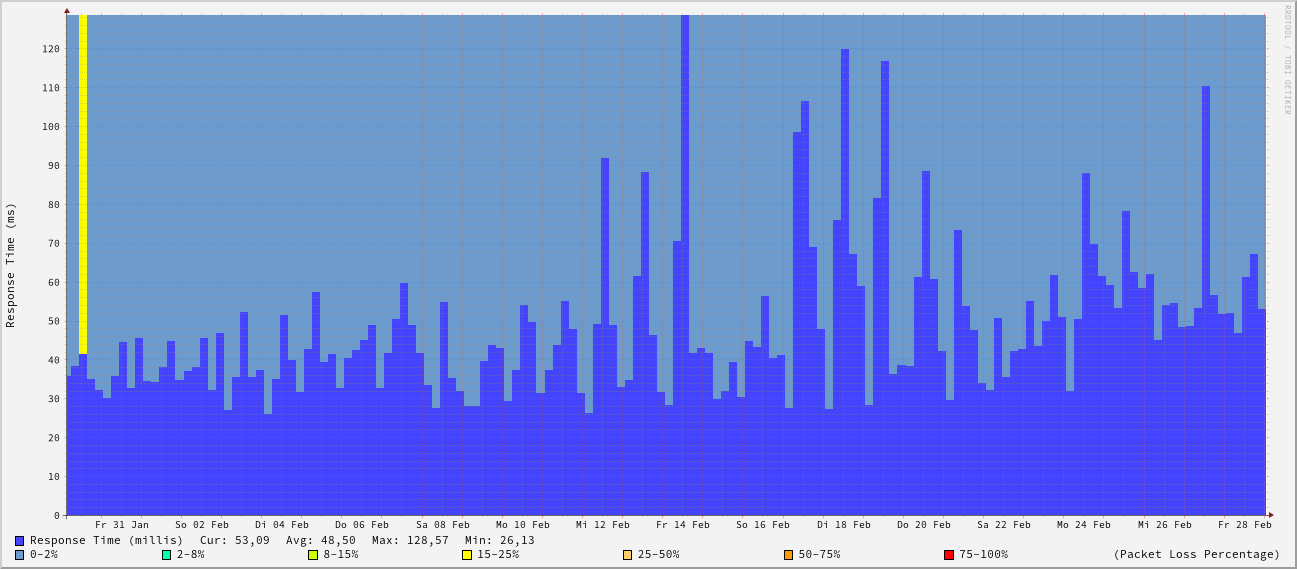 RRDTOOL / TOBI OETIKER
Response Time (ms)
120
110
100
90
80
70
60
50
40
30
20
10
0
Fr 31 Jan So 02 Feb Di 04 Feb Do 06 Feb Sa 08 Feb Mo 10 Feb Mi 12 Feb Fr 14 Feb So 16 Feb Di 18 Feb Do 20 Feb Sa 22 Feb Mo 24 Feb Mi 26 Feb Fr 28 Feb
Response Time (millis) Cur: 53,09 Avg: 48,50 Max: 128,57 Min: 26,13
0-2% 2-8% 8-15% 15-25% 25-50% 50-75% 75-100% (Packet Loss Percentage)